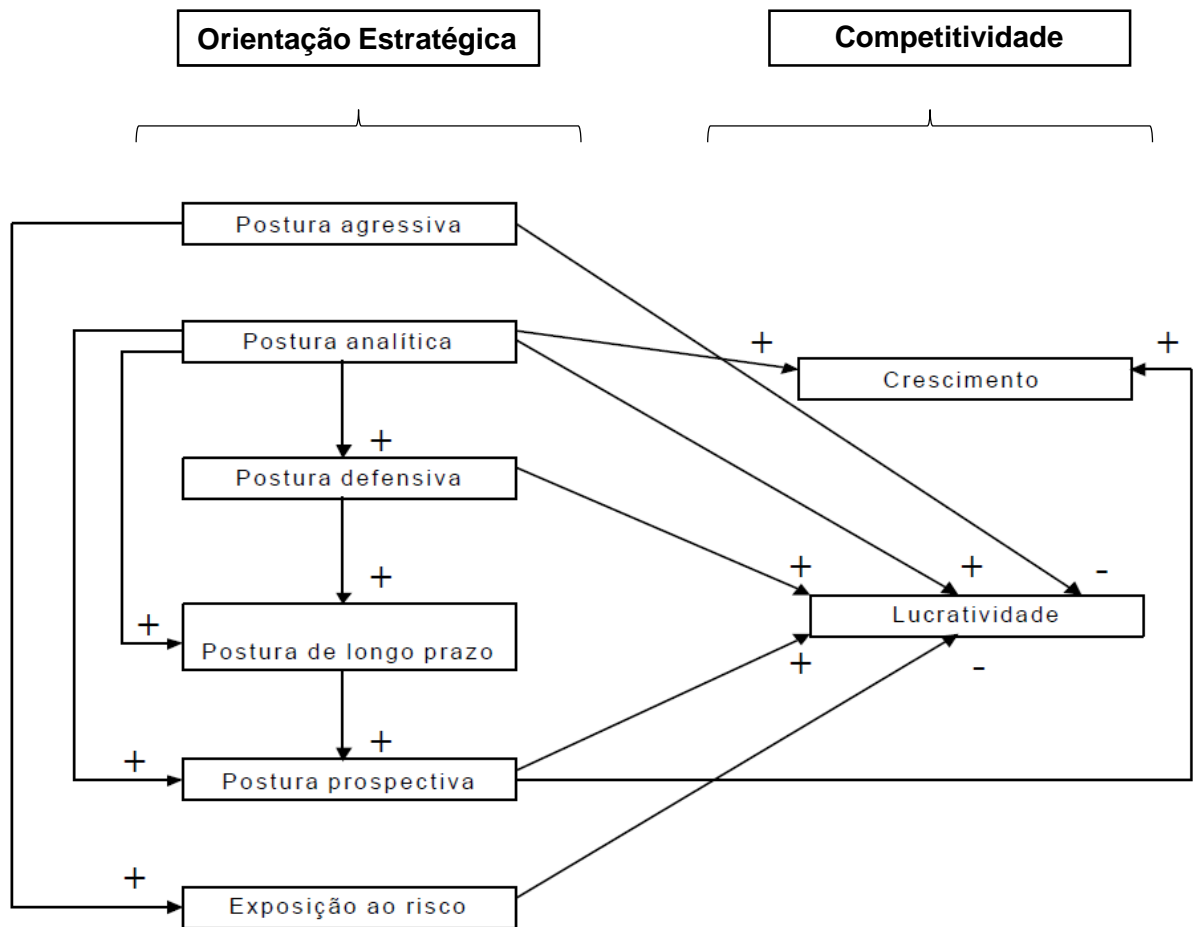 Orientação Estratégica
Competitividade
Postura agressiva
Postura analítica
+
+
Crescimento
+
Postura defensiva
+
+
+
-
Lucratividade
+
+
Postura de longo prazo
+
-
+
+
Postura prospectiva
+
Exposição ao risco